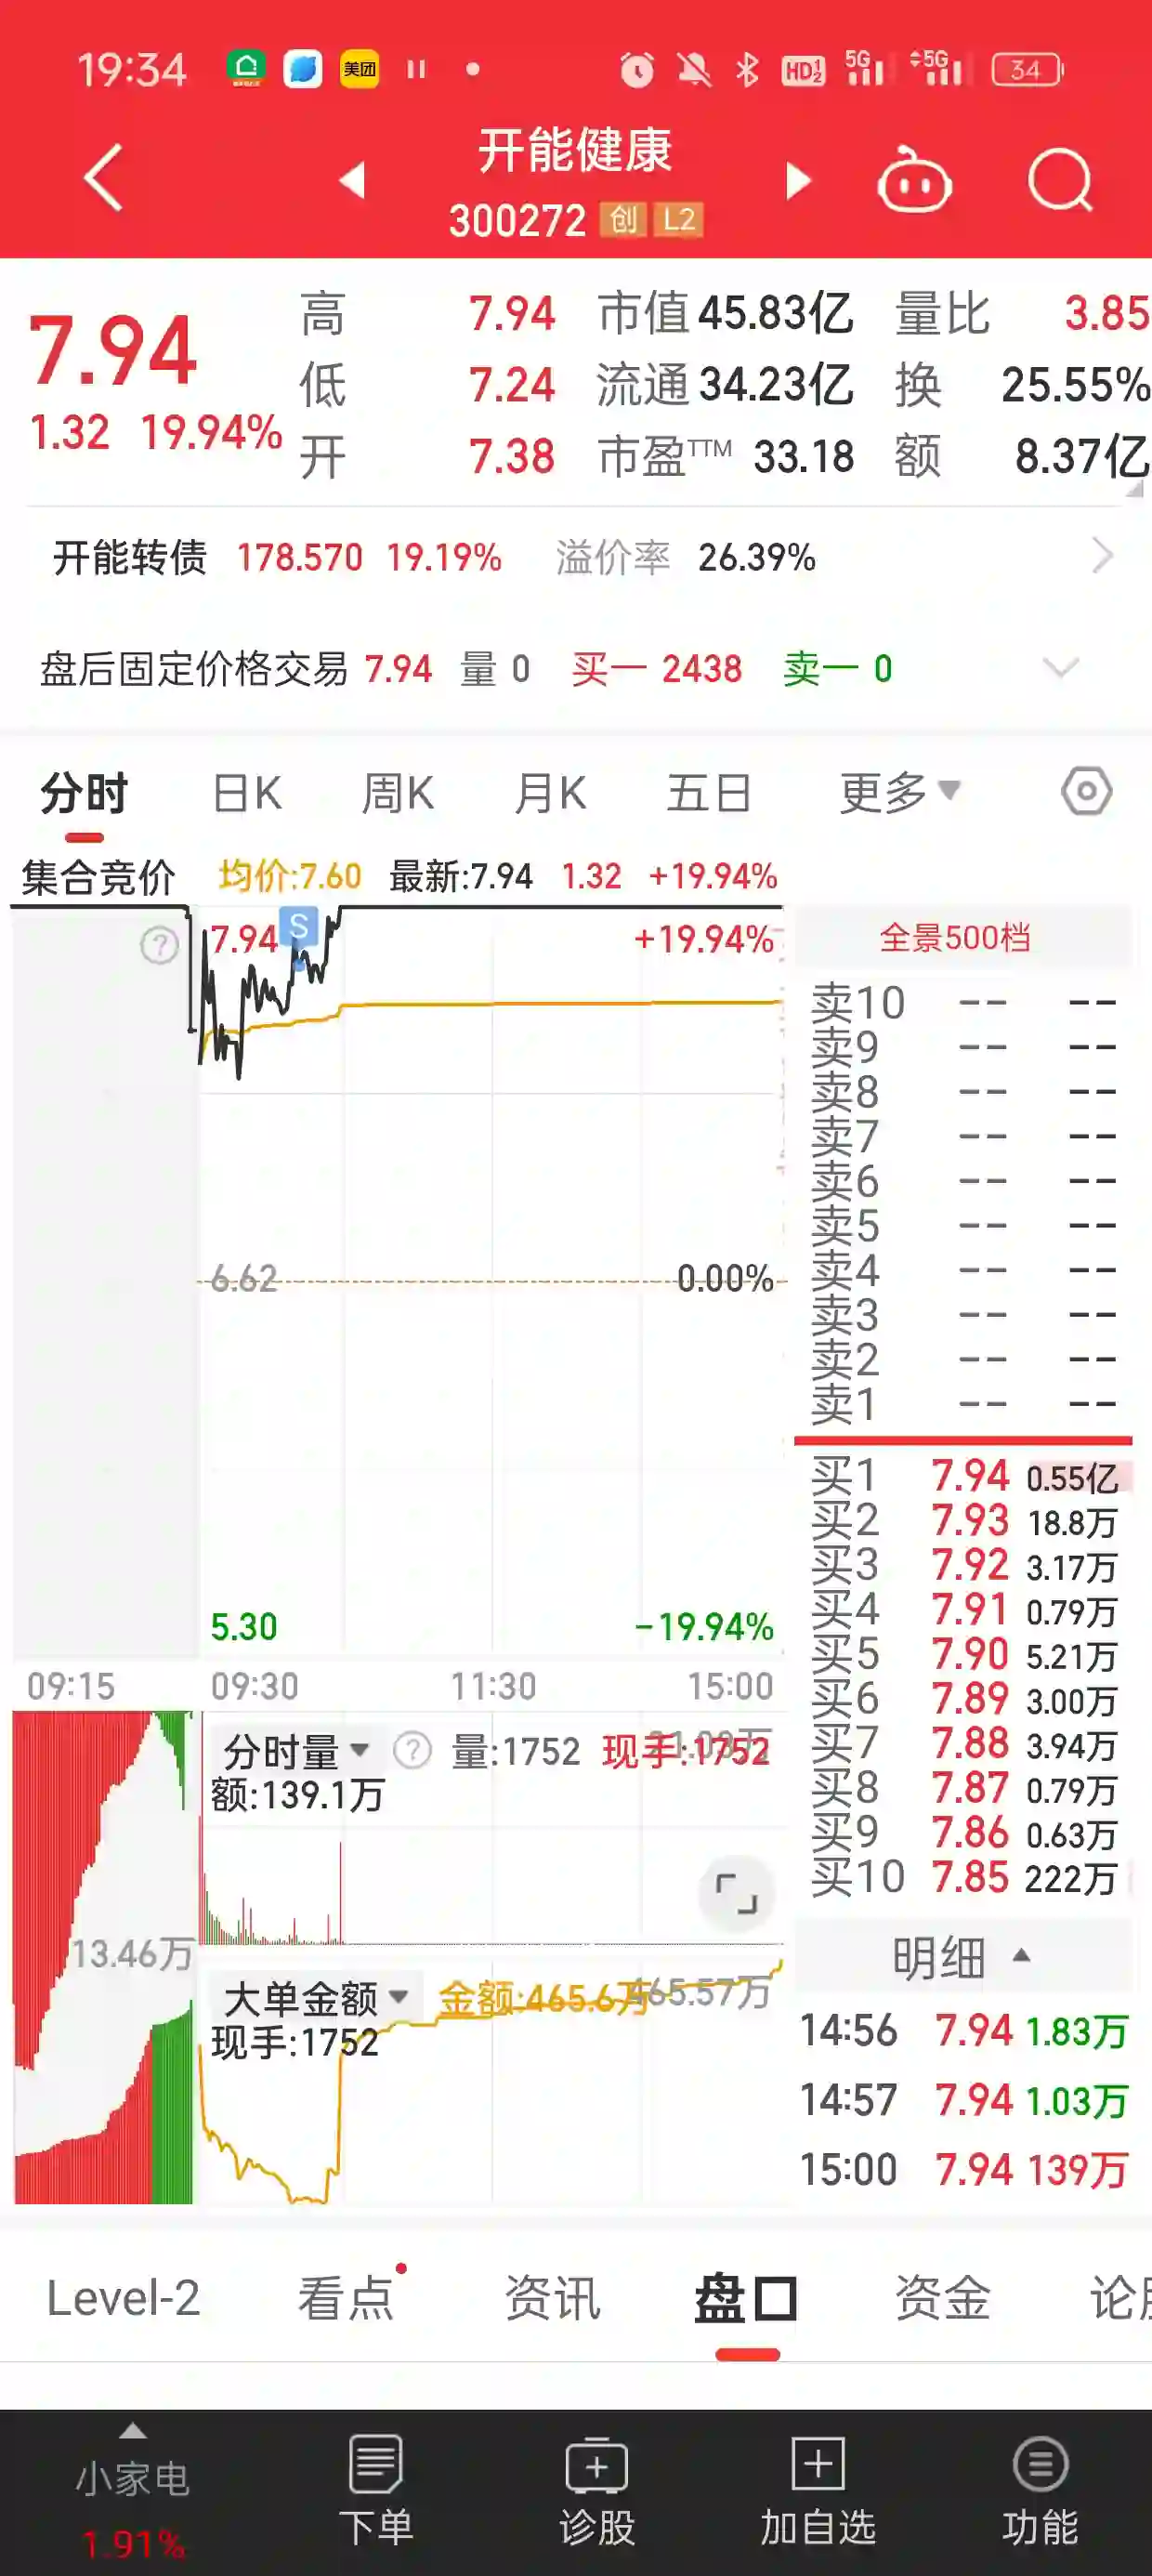 19:34 美团 HD 1 2 5G 5G 34
开能健康
300272 创 L2
7.94 高 7.94 市值 45.83亿 量比 3.85
低 7.24 流通 34.23亿 换 25.55%
1.32 19.94% 开 7.38 市盈TTM 33.18 额 8.37亿
开能转债 178.570 19.19% 溢价率 26.39%
盘后固定价格交易 7.94 量 0 买一 2438 卖一 0
分时 日K 周K 月K 五日 更多
集合竞价 均价:7.60 最新:7.94 1.32 +19.94%
? 7.94 S +19.94%
6.62 0.00%
5.30 -19.94%
09:15 09:30 11:30 15:00
分时量 ? 量:1752 现手:1752
额:139.1万
13.46万
大单金额 金额:465.6万 465.57万
现手:1752
全景500档
卖10 -- --
卖9 -- --
卖8 -- --
卖7 -- --
卖6 -- --
卖5 -- --
卖4 -- --
卖3 -- --
卖2 -- --
卖1 -- --
买1 7.94 0.55亿
买2 7.93 18.8万
买3 7.92 3.17万
买4 7.91 0.79万
买5 7.90 5.21万
买6 7.89 3.00万
买7 7.88 3.94万
买8 7.87 0.79万
买9 7.86 0.63万
买10 7.85 222万
明细
14:56 7.94 1.83万
14:57 7.94 1.03万
15:00 7.94 139万
Level-2 看点 资讯 盘口 资金 论
小家电 下单 诊股 加自选 功能
1.91%